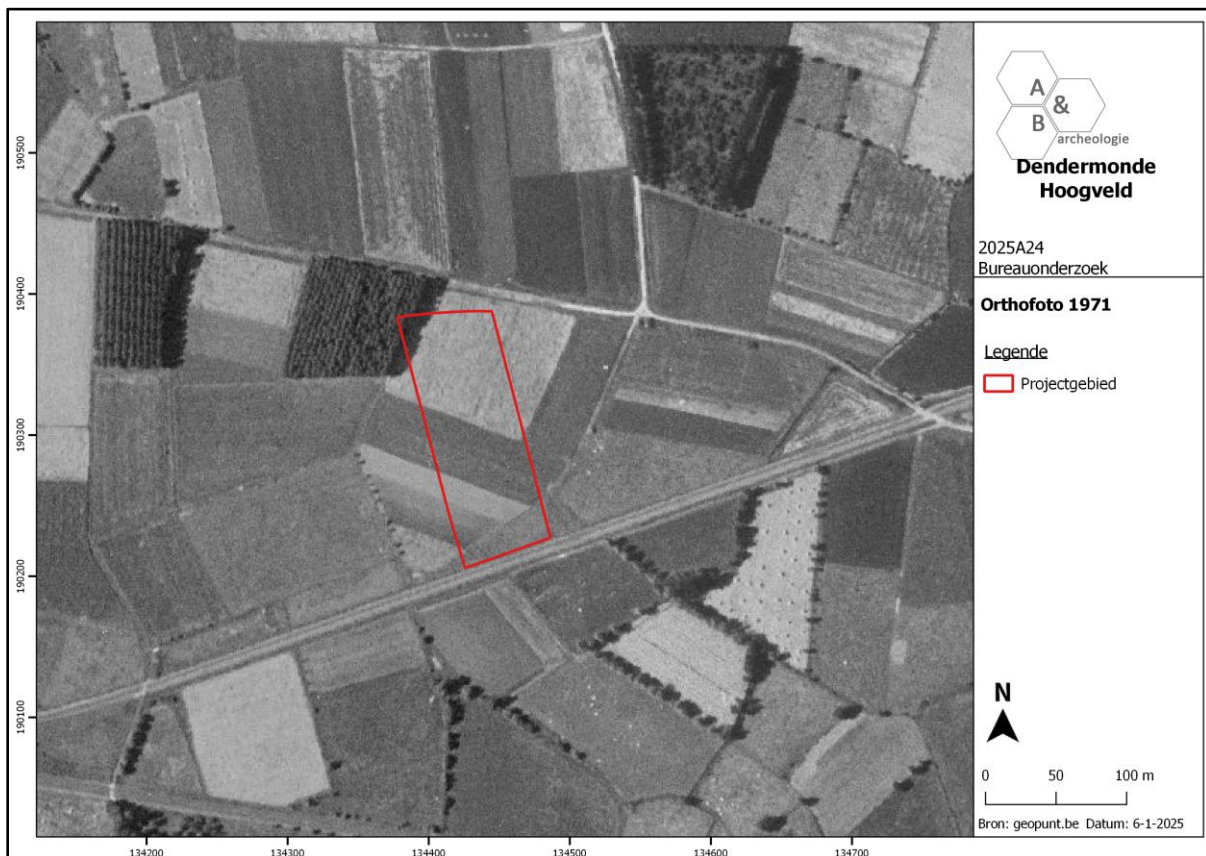 190500
190400
190300
190200
190100
134200
134300
134400
134500
134600
134700
A
&
B
archeologie
Dendermonde
Hoogveld
2025A24
Bureauonderzoek
Orthofoto 1971
Legende
Projectgebied
N
0 50 100 m
Bron: geopunt.be Datum: 6-1-2025